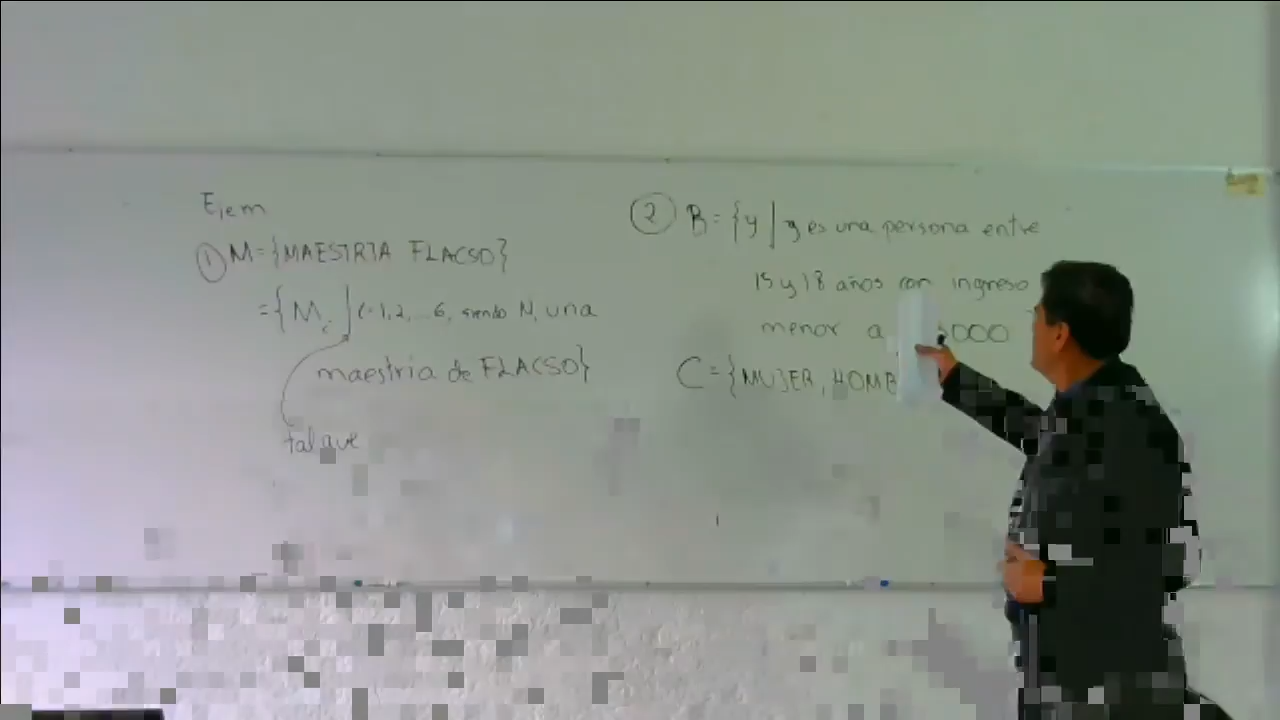 Ejem
① M={MAESTRIA FLACSO}
={Mi | i=1,2,...6, siendo Mi una
maestria de FLACSO}
tal que
② B={y | y es una persona entre
15 y 18 años con ingreso
menor a 000
C={MUJER, HOMB